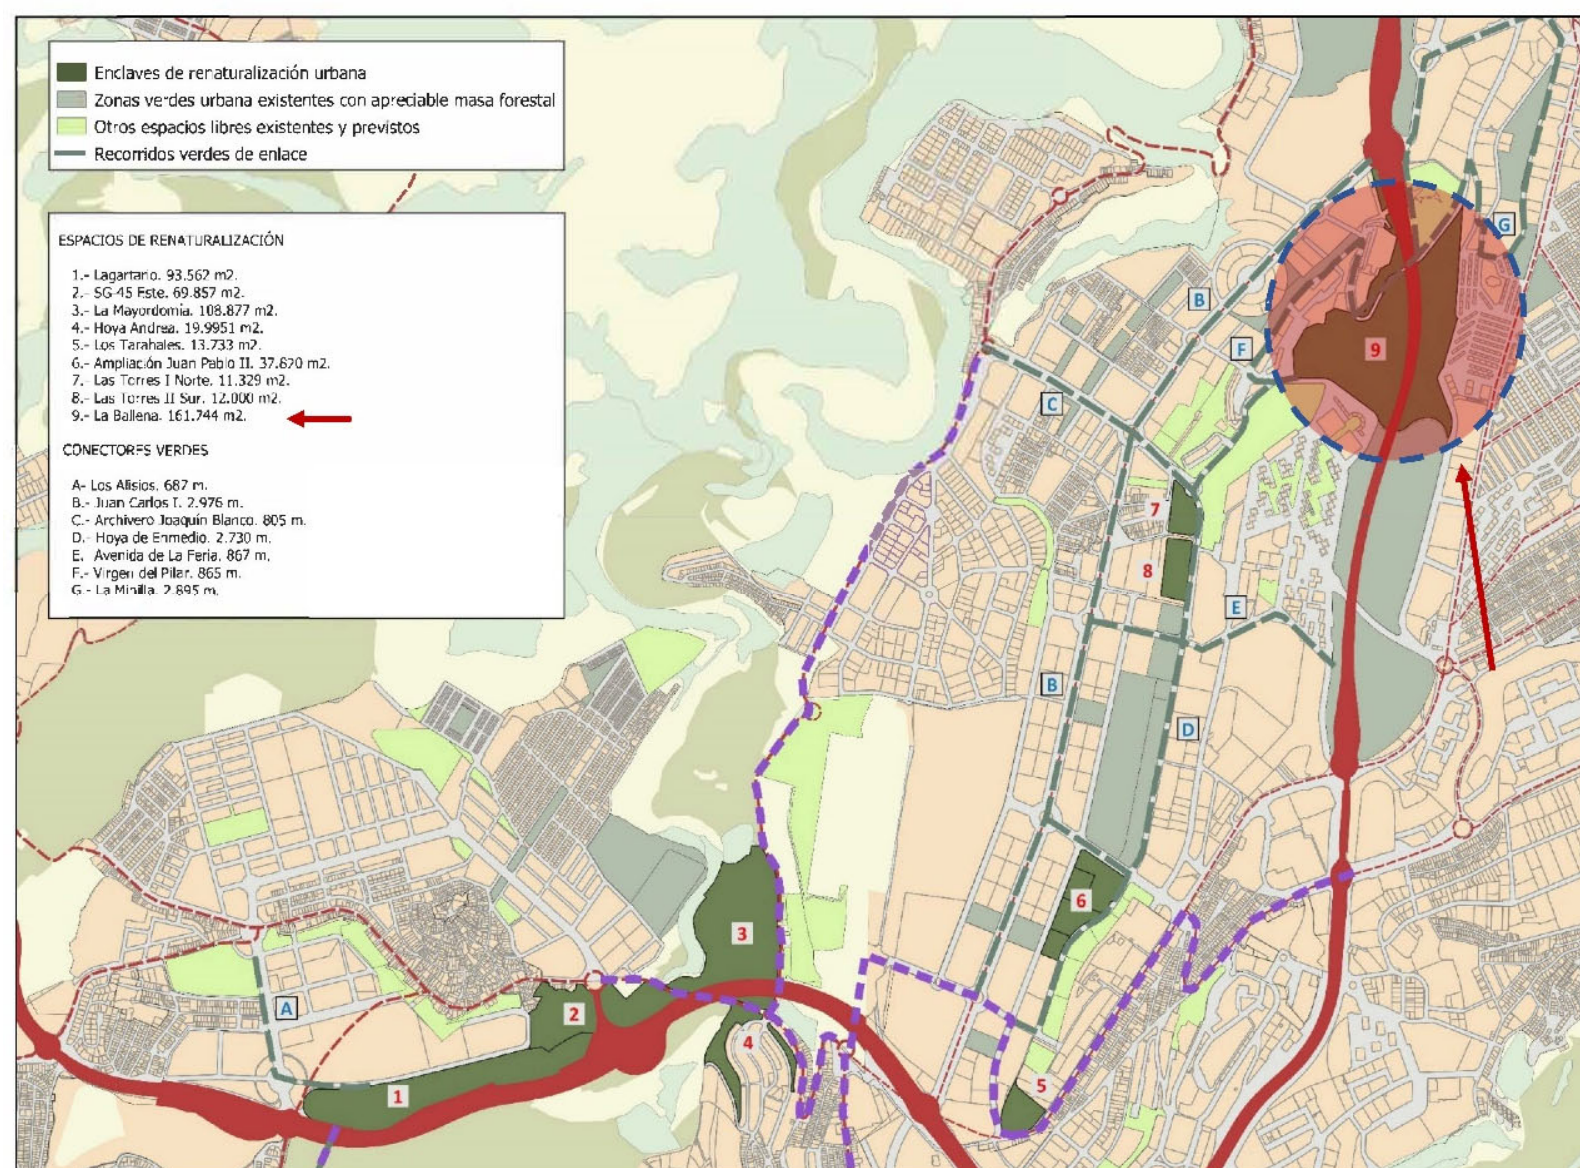 Enclaves de renaturalización urbana
Zonas verdes urbana existentes con apreciable masa forestal
Otros espacios libres existentes y previstos
Recorridos verdes de enlace
ESPACIOS DE RENATURALIZACIÓN
1.- Lagartario. 93.562 m2.
2.- SG-45 Este. 69.857 m2.
3.- La Mayordomía. 108.877 m2.
4.- Hoya Andrea. 19.9951 m2.
5.- Los Tarahales. 13.733 m2.
6.- Ampliación Juan Pablo II. 37.820 m2.
7.- Las Torres I Norte. 11.329 m2.
8.- Las Torres II Sur. 12.000 m2.
9.- La Ballena. 161.744 m2.
CONECTORES VERDES
A- Los Alisios. 687 m.
B.- Juan Carlos I. 2.976 m.
C.- Archivero Joaquín Blanco. 805 m.
D.- Hoya de Enmedio. 2.730 m.
E. Avenida de La Feria. 867 m.
F.- Virgen del Pilar. 865 m.
G.- La Minilla. 2.895 m.
G
B
F
9
C
7
8
E
B
D
6
3
A
2
4
5
1